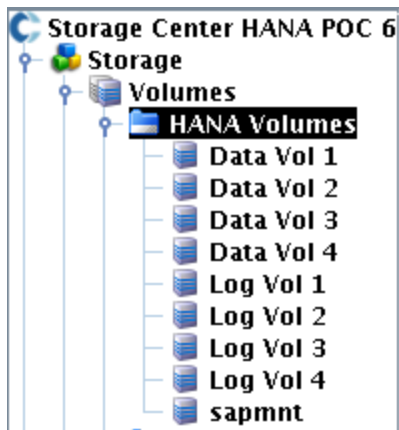 Storage Center HANA POC 6
Storage
Volumes
HANA Volumes
Data Vol 1
Data Vol 2
Data Vol 3
Data Vol 4
Log Vol 1
Log Vol 2
Log Vol 3
Log Vol 4
sapmnt